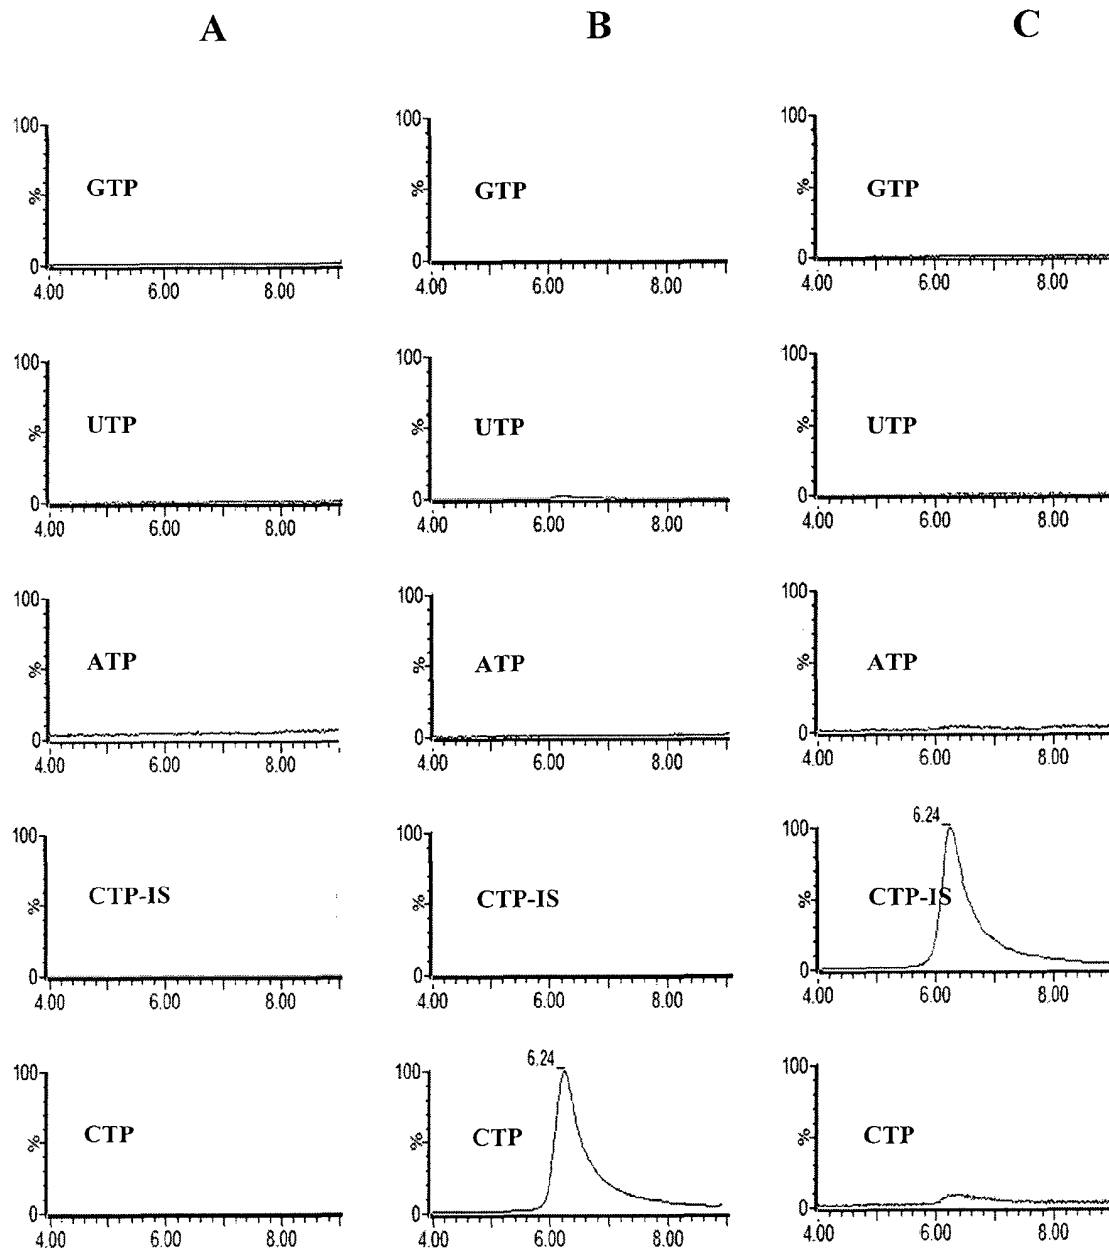 A B C
100 % 0 GTP 4.00 6.00 8.00
100 % 0 GTP 4.00 6.00 8.00
100 % 0 GTP 4.00 6.00 8.00
100 % 0 UTP 4.00 6.00 8.00
100 % 0 UTP 4.00 6.00 8.00
100 % 0 UTP 4.00 6.00 8.00
100 % 0 ATP 4.00 6.00 8.00
100 % 0 ATP 4.00 6.00 8.00
100 % 0 ATP 4.00 6.00 8.00
100 % 0 CTP-IS 4.00 6.00 8.00
100 % 0 CTP-IS 4.00 6.00 8.00
6.24
100 % 0 CTP-IS 4.00 6.00 8.00
100 % 0 CTP 4.00 6.00 8.00
6.24
100 % 0 CTP 4.00 6.00 8.00
100 % 0 CTP 4.00 6.00 8.00